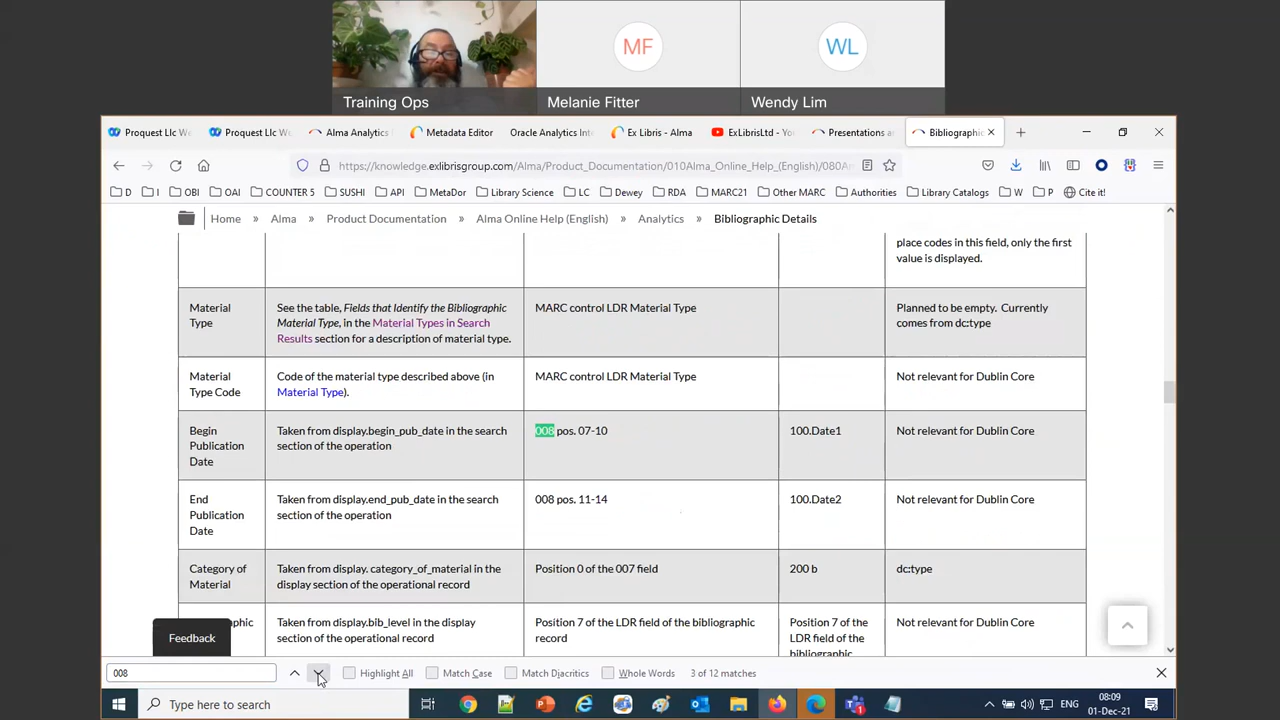 MF
WL
Training Ops
Melanie Fitter
Wendy Lim
Proquest Llc We
Proquest Llc We
Alma Analytics
Metadata Editor
Oracle Analytics Int
Ex Libris - Alma
ExLibrisLtd - Yo
Presentations a
Bibliographic
https://knowledge.exlibrisgroup.com/Alma/Product_Documentation/010Alma_Online_Help_(English)/080A
D I OBI OAI COUNTER 5 SUSHI API MetaDor Library Science LC Dewey RDA MARC21 Other MARC Authorities Library Catalogs W P Cite it!
Home » Alma » Product Documentation » Alma Online Help (English) » Analytics » Bibliographic Details
place codes in this field, only the first
value is displayed.
Material
Type
See the table, Fields that Identify the Bibliographic
Material Type, in the Material Types in Search
Results section for a description of material type.
MARC control LDR Material Type
Planned to be empty. Currently
comes from dc:type
Material
Type Code
Code of the material type described above (in
Material Type).
MARC control LDR Material Type
Not relevant for Dublin Core
Begin
Publication
Date
Taken from display.begin_pub_date in the search
section of the operation
008 pos. 07-10
100.Date1
Not relevant for Dublin Core
End
Publication
Date
Taken from display.end_pub_date in the search
section of the operation
008 pos. 11-14
100.Date2
Not relevant for Dublin Core
Category of
Material
Taken from display. category_of_material in the
display section of the operational record
Position 0 of the 007 field
200 b
dc:type
graphic
Taken from display.bib_level in the display
section of the operational record
Position 7 of the LDR field of the bibliographic
record
Position 7 of the
LDR field of the
bibliographic
Not relevant for Dublin Core
Feedback
008
Highlight All
Match Case
Match Diacritics
Whole Words
3 of 12 matches
Type here to search
ENG
08:09
01-Dec-21